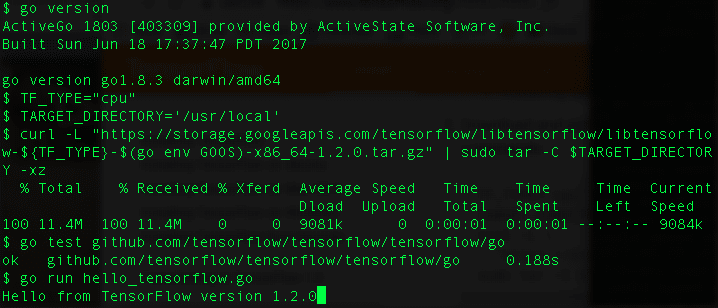 $ go version
ActiveGo 1803 [403309] provided by ActiveState Software, Inc.
Built Sun Jun 18 17:37:47 PDT 2017
go version go1.8.3 darwin/amd64
$ TF_TYPE="cpu"
$ TARGET_DIRECTORY='/usr/local'
$ curl -L "https://storage.googleapis.com/tensorflow/libtensorflow/libtensorflo
w-${TF_TYPE}-$(go env GOOS)-x86_64-1.2.0.tar.gz" | sudo tar -C $TARGET_DIRECTOR
Y -xz
% Total % Received % Xferd Average Speed Time Time Time Current
Dload Upload Total Spent Left Speed
100 11.4M 100 11.4M 0 0 9081k 0 0:00:01 0:00:01 --:--:-- 9084k
$ go test github.com/tensorflow/tensorflow/tensorflow/go
ok github.com/tensorflow/tensorflow/tensorflow/go 0.188s
$ go run hello_tensorflow.go
Hello from TensorFlow version 1.2.0